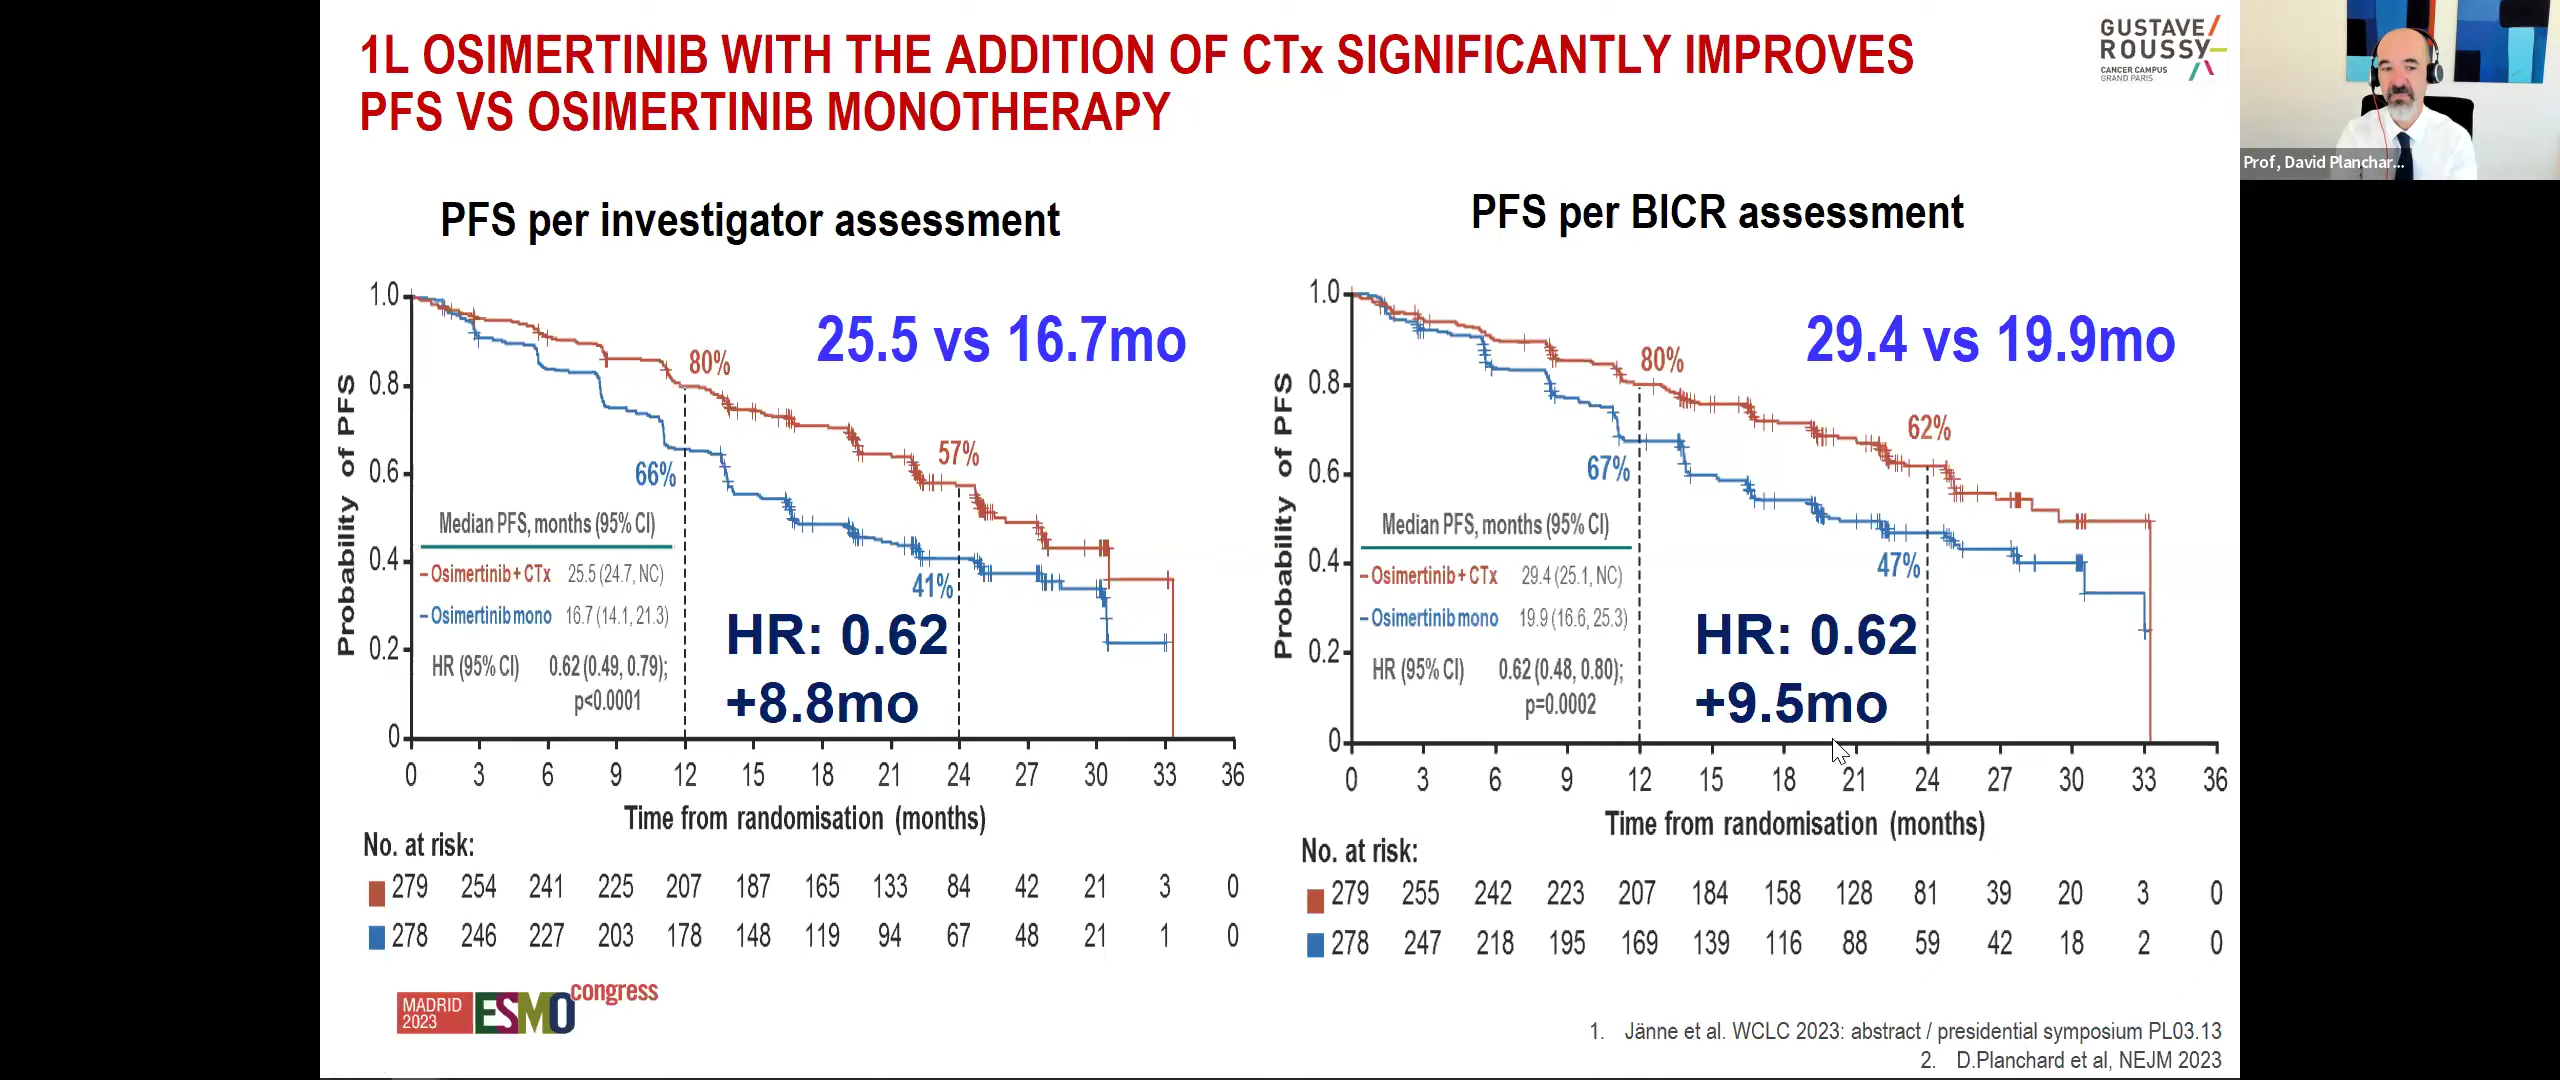 1L OSIMERTINIB WITH THE ADDITION OF CTx SIGNIFICANTLY IMPROVES
PFS VS OSIMERTINIB MONOTHERAPY
GUSTAVE/
ROUSSY
CANCER CAMPUS
GRAND PARIS
Prof, David Planchar...
PFS per investigator assessment
25.5 vs 16.7mo
Probability of PFS
1.0
0.8
0.6
0.4
0.2
0
80%
66%
57%
41%
Median PFS, months (95% CI)
Osimertinib + CTx 25.5 (24.7, NC)
Osimertinib mono 16.7 (14.1, 21.3)
HR (95% CI) 0.62 (0.49, 0.79);
p<0.0001
HR: 0.62
+8.8mo
0 3 6 9 12 15 18 21 24 27 30 33 36
Time from randomisation (months)
No. at risk:
279 254 241 225 207 187 165 133 84 42 21 3 0
278 246 227 203 178 148 119 94 67 48 21 1 0
PFS per BICR assessment
29.4 vs 19.9mo
Probability of PFS
1.0
0.8
0.6
0.4
0.2
0
80%
67%
62%
47%
Median PFS, months (95% CI)
Osimertinib + CTx 29.4 (25.1, NC)
Osimertinib mono 19.9 (16.6, 25.3)
HR (95% CI) 0.62 (0.48, 0.80);
p=0.0002
HR: 0.62
+9.5mo
0 3 6 9 12 15 18 21 24 27 30 33 36
Time from randomisation (months)
No. at risk:
279 255 242 223 207 184 158 128 81 39 20 3 0
278 247 218 195 169 139 116 88 59 42 18 2 0
MADRID
2023
ESMO congress
1. Jänne et al. WCLC 2023: abstract / presidential symposium PL03.13
2. D.Planchard et al, NEJM 2023